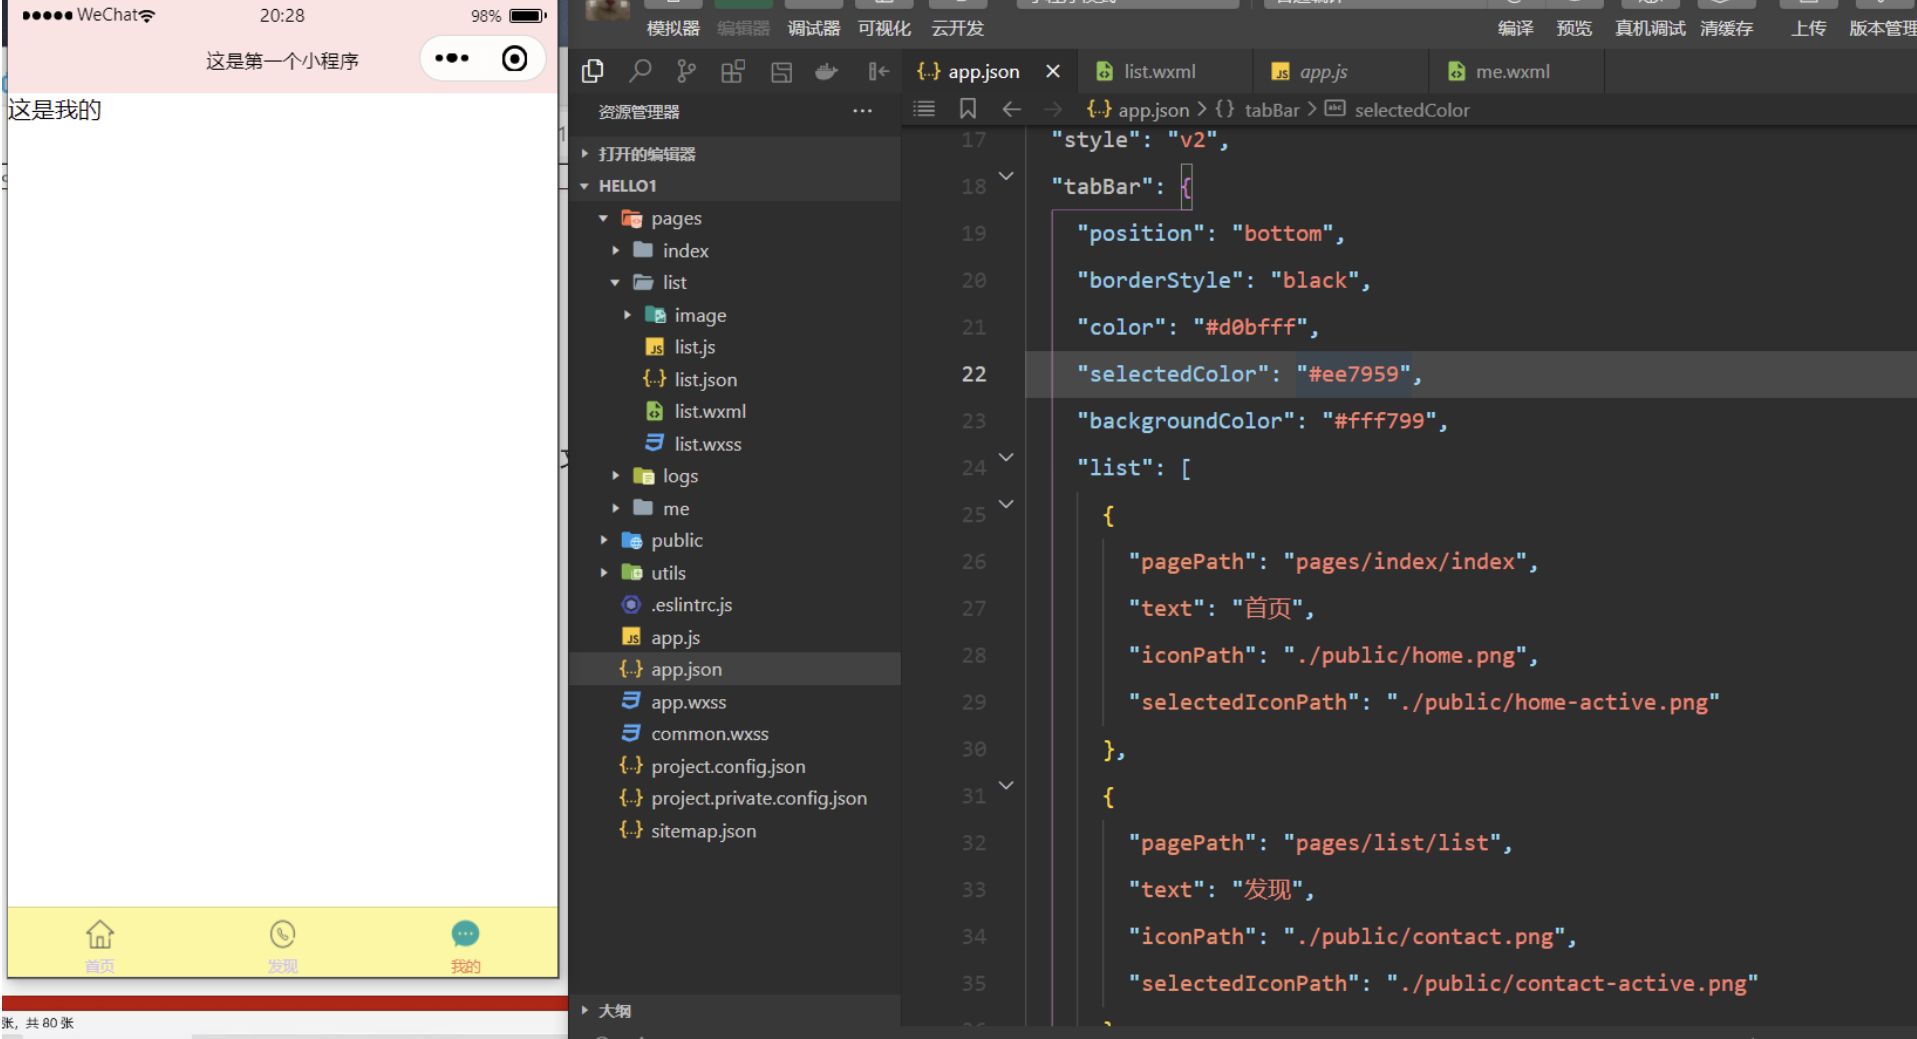 WeChat
20:28
98%
这是第一个小程序
这是我的
首页
发现
我的
张，共 80 张
模拟器
编辑器
调试器
可视化
云开发
编译
预览
真机调试
清缓存
上传
版本管理
资源管理器
打开的编辑器
HELLO1
pages
index
list
image
list.js
list.json
list.wxml
list.wxss
logs
me
public
utils
.eslintrc.js
app.js
app.json
app.wxss
common.wxss
project.config.json
project.private.config.json
sitemap.json
大纲
app.json
list.wxml
app.js
me.wxml
app.json > {} tabBar > selectedColor
17 "style": "v2",
18 "tabBar": {
19 "position": "bottom",
20 "borderStyle": "black",
21 "color": "#d0bfff",
22 "selectedColor": "#ee7959",
23 "backgroundColor": "#fff799",
24 "list": [
25 {
26 "pagePath": "pages/index/index",
27 "text": "首页",
28 "iconPath": "./public/home.png",
29 "selectedIconPath": "./public/home-active.png"
30 },
31 {
32 "pagePath": "pages/list/list",
33 "text": "发现",
34 "iconPath": "./public/contact.png",
35 "selectedIconPath": "./public/contact-active.png"